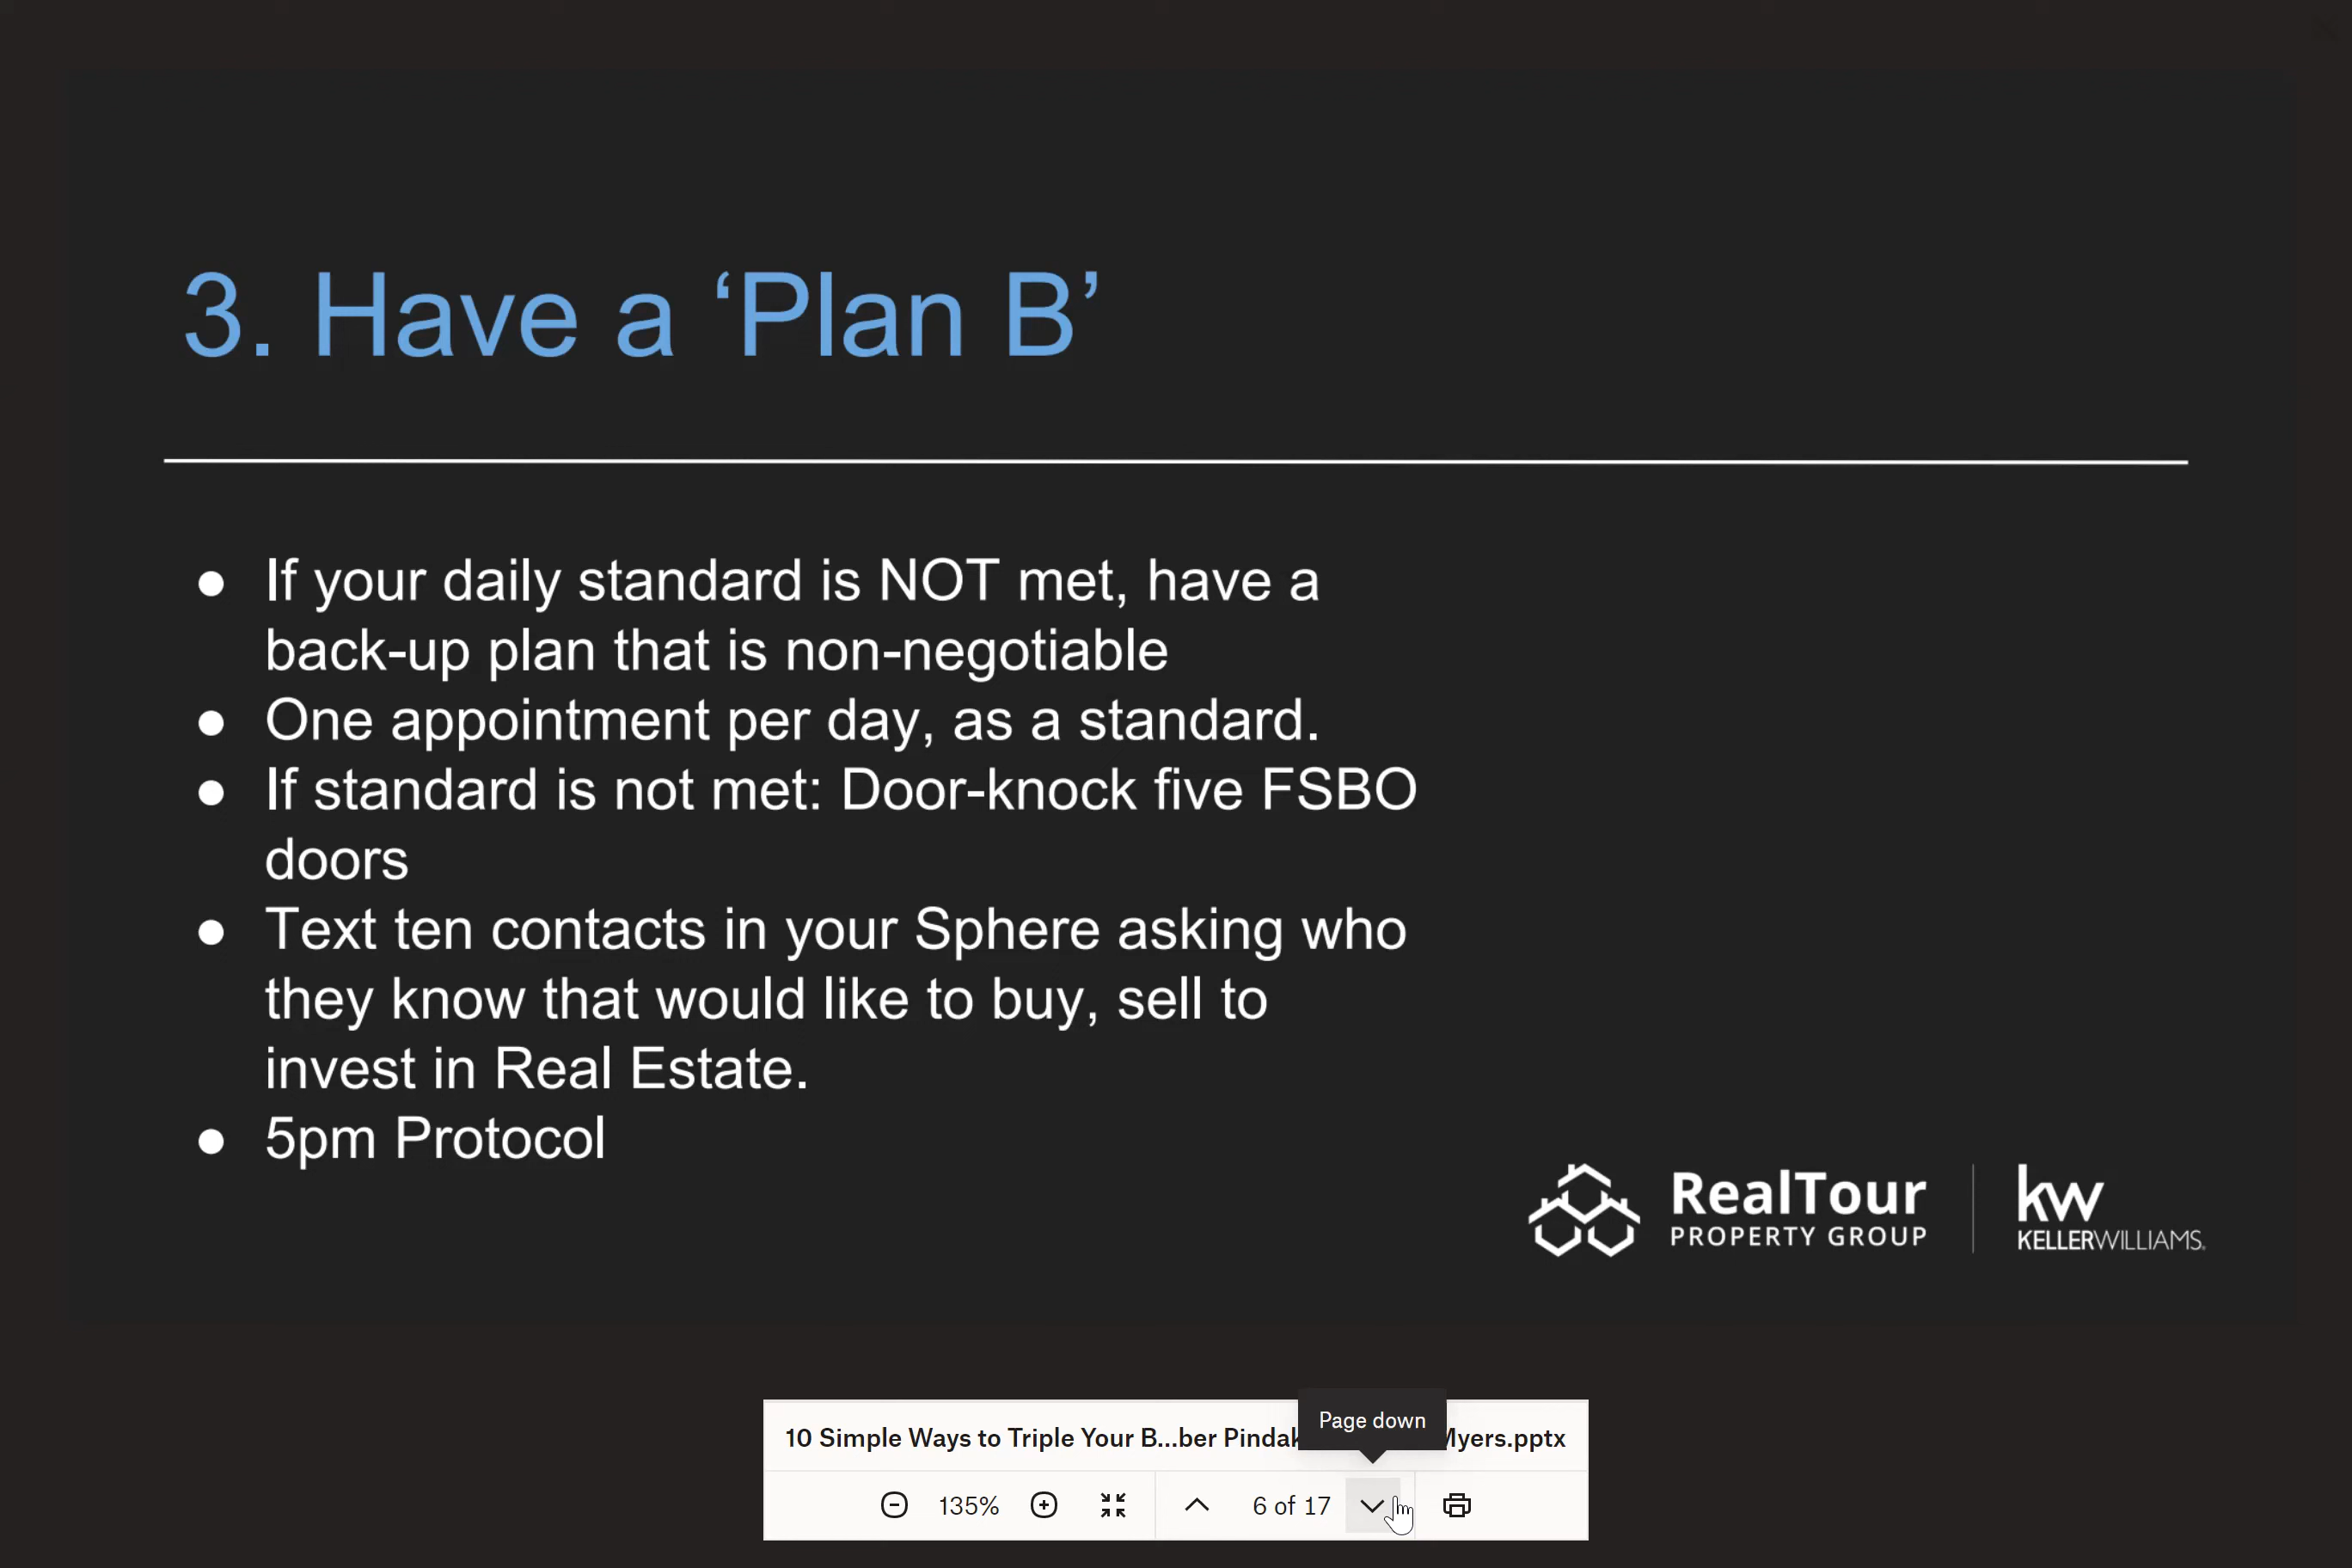 3. Have a ‘Plan B’
● If your daily standard is NOT met, have a
back-up plan that is non-negotiable
● One appointment per day, as a standard.
● If standard is not met: Door-knock five FSBO
doors
● Text ten contacts in your Sphere asking who
they know that would like to buy, sell to
invest in Real Estate.
● 5pm Protocol
RealTour
PROPERTY GROUP
kw
KELLERWILLIAMS.
Page down
10 Simple Ways to Triple Your B...ber Pindak Myers.pptx
135%
6 of 17